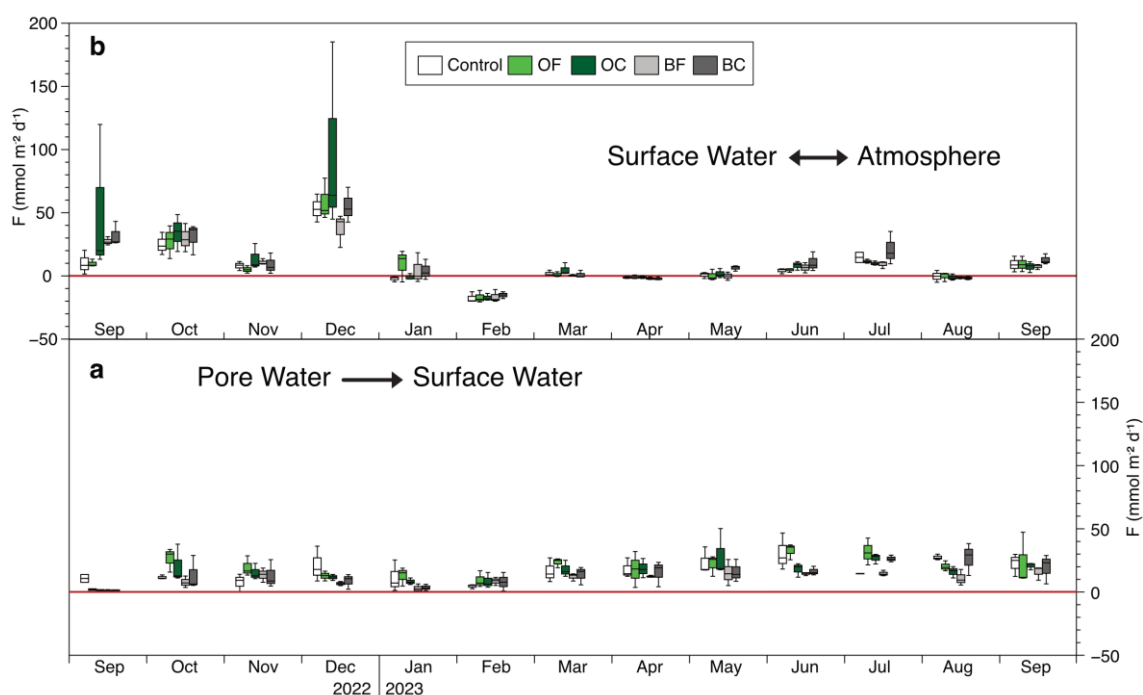 200
b
Control OF OC BF BC
150
100
Surface Water Atmosphere
F (mmol m⁻² d⁻¹)
50
0
Sep Oct Nov Dec Jan Feb Mar Apr May Jun Jul Aug Sep
−50
200
a
Pore Water Surface Water
150
100
F (mmol m⁻² d⁻¹)
50
0
−50
Sep Oct Nov Dec Jan Feb Mar Apr May Jun Jul Aug Sep
2022 2023